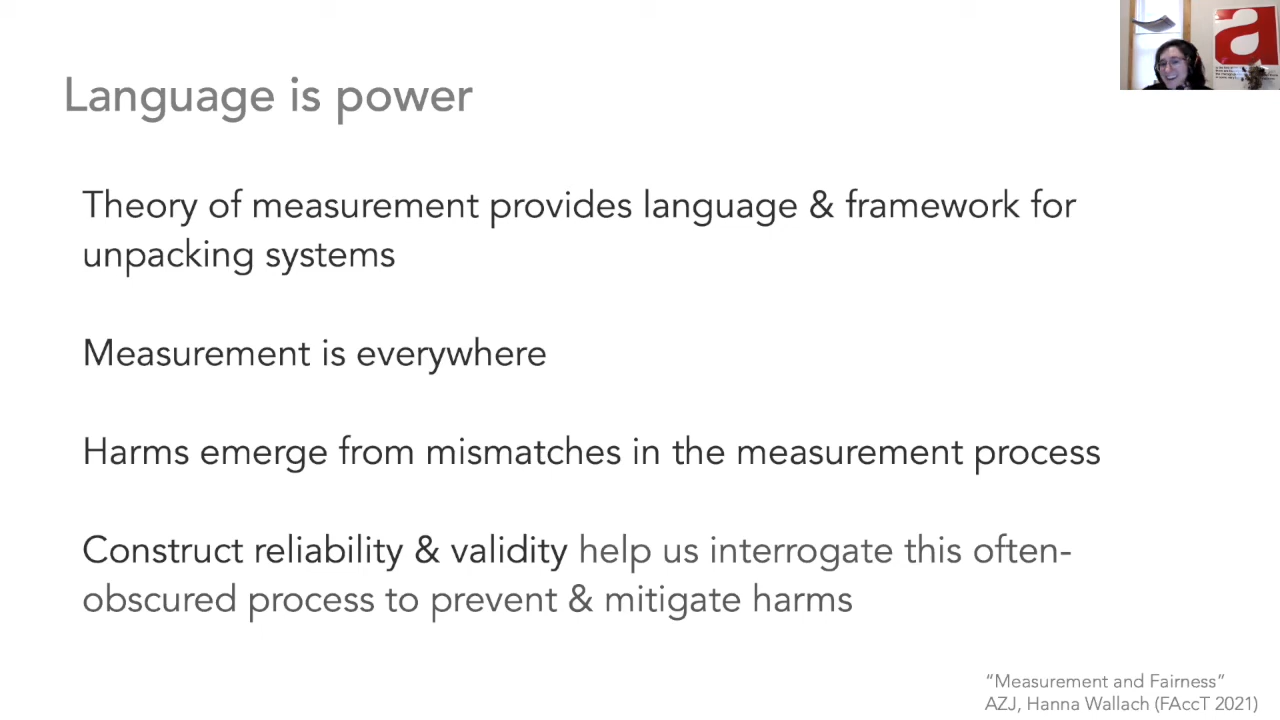 Language is power
Theory of measurement provides language & framework for
unpacking systems
Measurement is everywhere
Harms emerge from mismatches in the measurement process
Construct reliability & validity help us interrogate this often-
obscured process to prevent & mitigate harms
“Measurement and Fairness”
AZJ, Hanna Wallach (FAccT 2021)
a